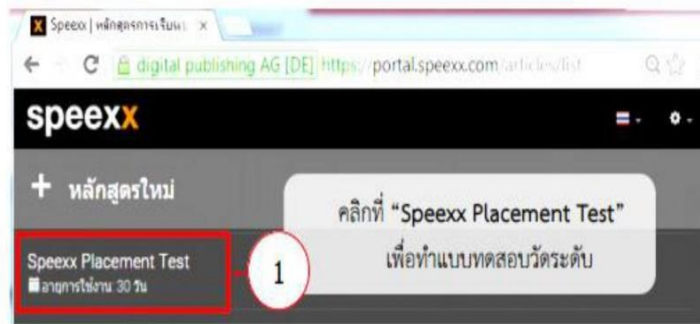 Speexx | หลักสูตรการเรียน
digital publishing AG [DE] https://portal.speexx.com/articles/list
speexx
+ หลักสูตรใหม่
คลิกที่ “Speexx Placement Test”
เพื่อทำแบบทดสอบวัดระดับ
Speexx Placement Test
อายุการใช้งาน 30 วัน
1